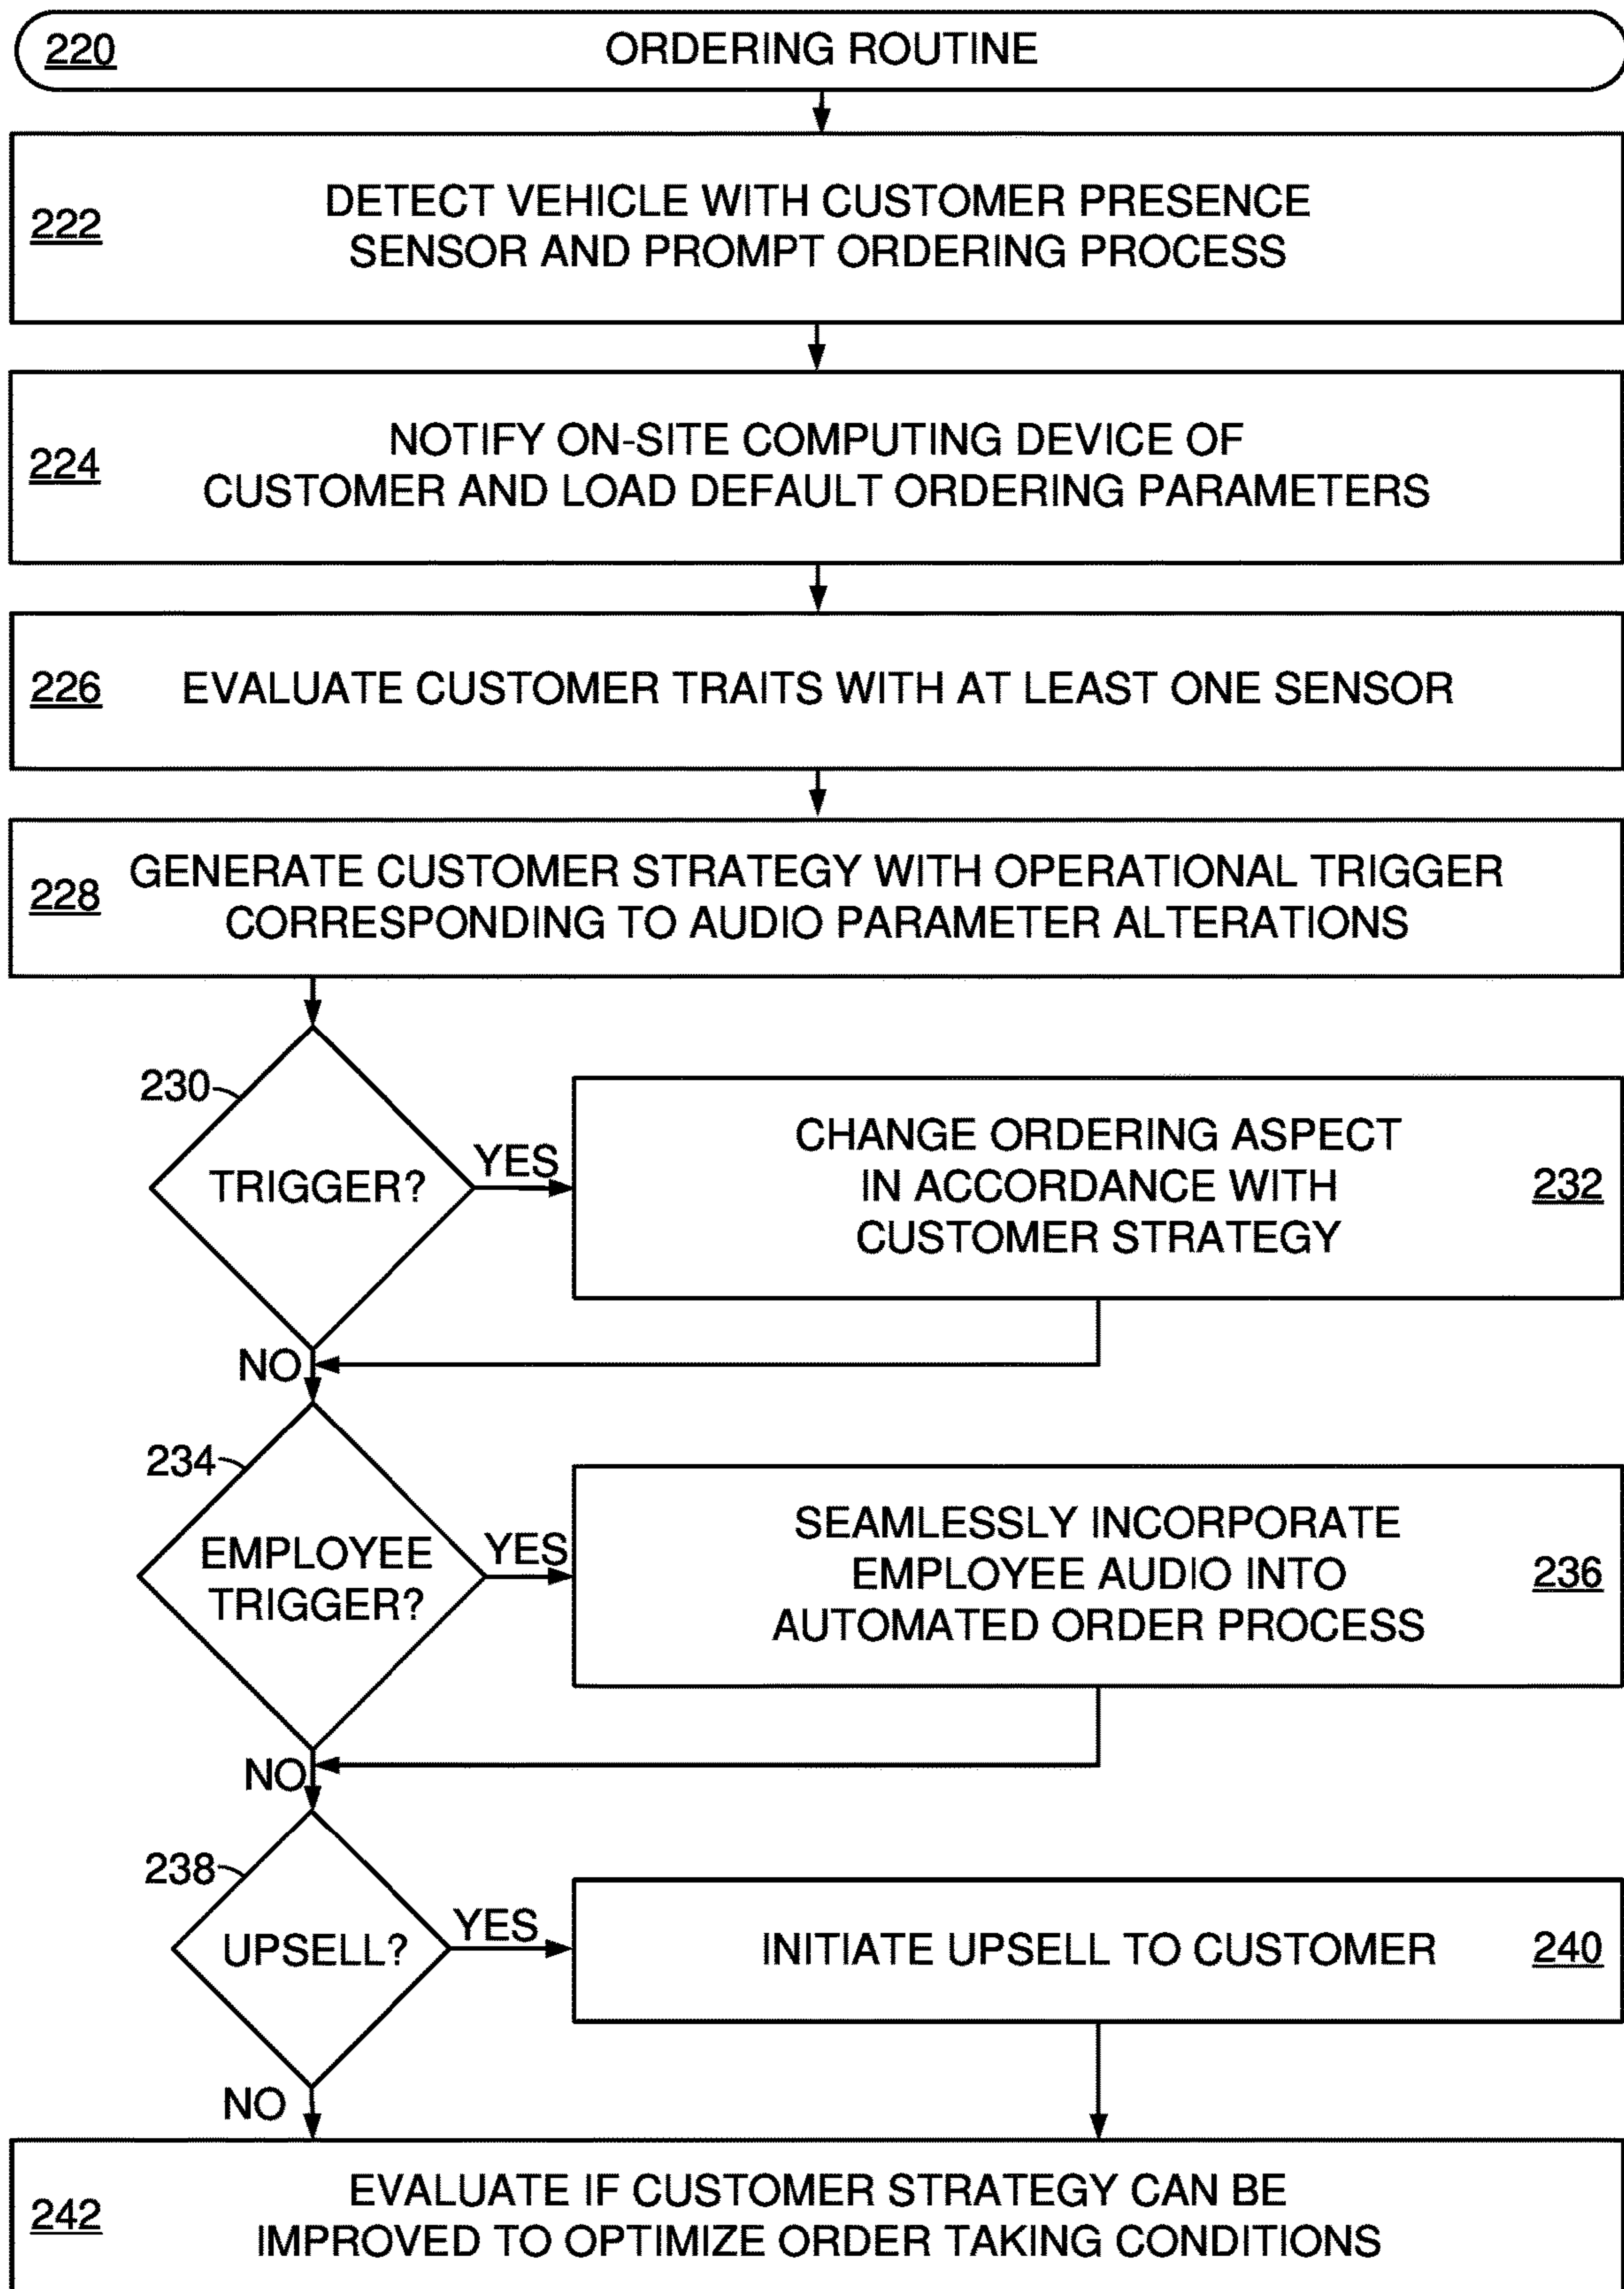 220 ORDERING ROUTINE
DETECT VEHICLE WITH CUSTOMER PRESENCE
222
SENSOR AND PROMPT ORDERING PROCESS
NOTIFY ON-SITE COMPUTING DEVICE OF
224
CUSTOMER AND LOAD DEFAULT ORDERING PARAMETERS
226 EVALUATE CUSTOMER TRAITS WITH AT LEAST ONE SENSOR
GENERATE CUSTOMER STRATEGY WITH OPERATIONAL TRIGGER
228
CORRESPONDING TO AUDIO PARAMETER ALTERATIONS
230
TRIGGER?
YES
CHANGE ORDERING ASPECT
IN ACCORDANCE WITH
CUSTOMER STRATEGY
232
NO
234
EMPLOYEE
TRIGGER?
YES
SEAMLESSLY INCORPORATE
EMPLOYEE AUDIO INTO
AUTOMATED ORDER PROCESS
236
NO
238
UPSELL?
YES
INITIATE UPSELL TO CUSTOMER
240
NO
EVALUATE IF CUSTOMER STRATEGY CAN BE
242
IMPROVED TO OPTIMIZE ORDER TAKING CONDITIONS